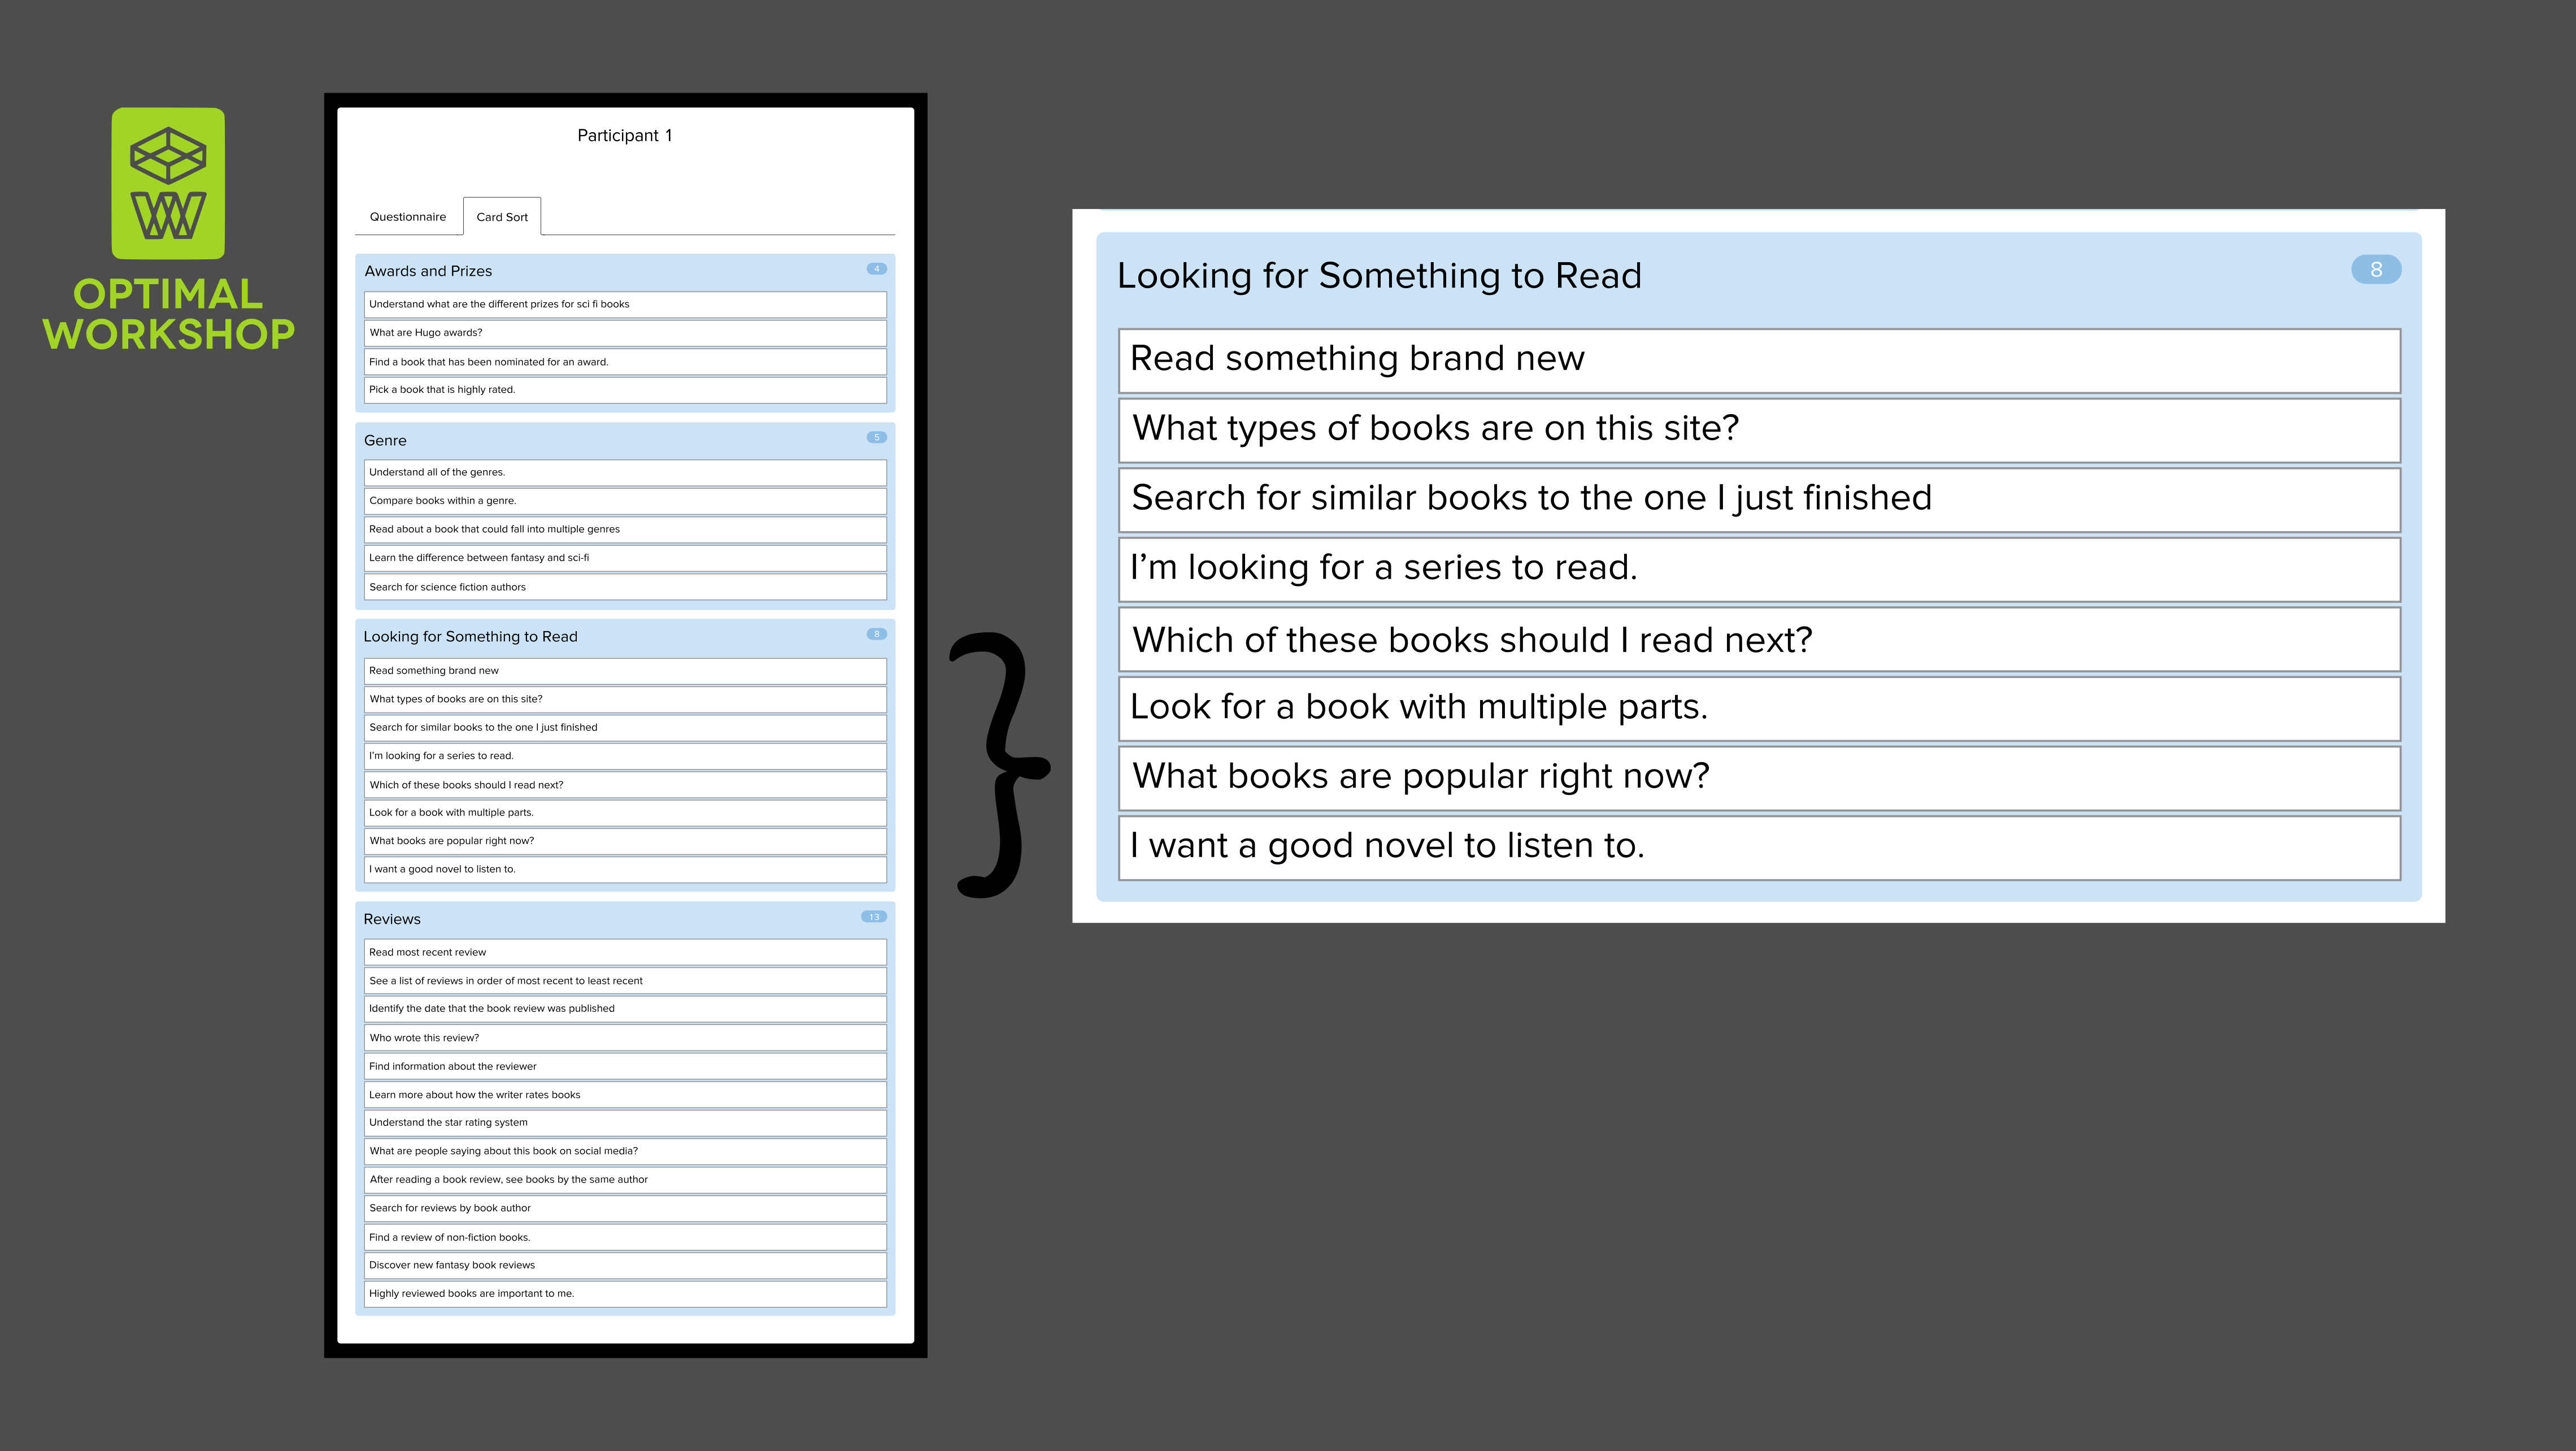 OPTIMAL
WORKSHOP
Participant 1
Questionnaire
Card Sort
Awards and Prizes
4
Understand what are the different prizes for sci fi books
What are Hugo awards?
Find a book that has been nominated for an award.
Pick a book that is highly rated.
Genre
5
Understand all of the genres.
Compare books within a genre.
Read about a book that could fall into multiple genres
Learn the difference between fantasy and sci-fi
Search for science fiction authors
Looking for Something to Read
8
Read something brand new
What types of books are on this site?
Search for similar books to the one I just finished
I’m looking for a series to read.
Which of these books should I read next?
Look for a book with multiple parts.
What books are popular right now?
I want a good novel to listen to.
Reviews
13
Read most recent review
See a list of reviews in order of most recent to least recent
Identify the date that the book review was published
Who wrote this review?
Find information about the reviewer
Learn more about how the writer rates books
Understand the star rating system
What are people saying about this book on social media?
After reading a book review, see books by the same author
Search for reviews by book author
Find a review of non-fiction books.
Discover new fantasy book reviews
Highly reviewed books are important to me.
}
Looking for Something to Read
8
Read something brand new
What types of books are on this site?
Search for similar books to the one I just finished
I’m looking for a series to read.
Which of these books should I read next?
Look for a book with multiple parts.
What books are popular right now?
I want a good novel to listen to.